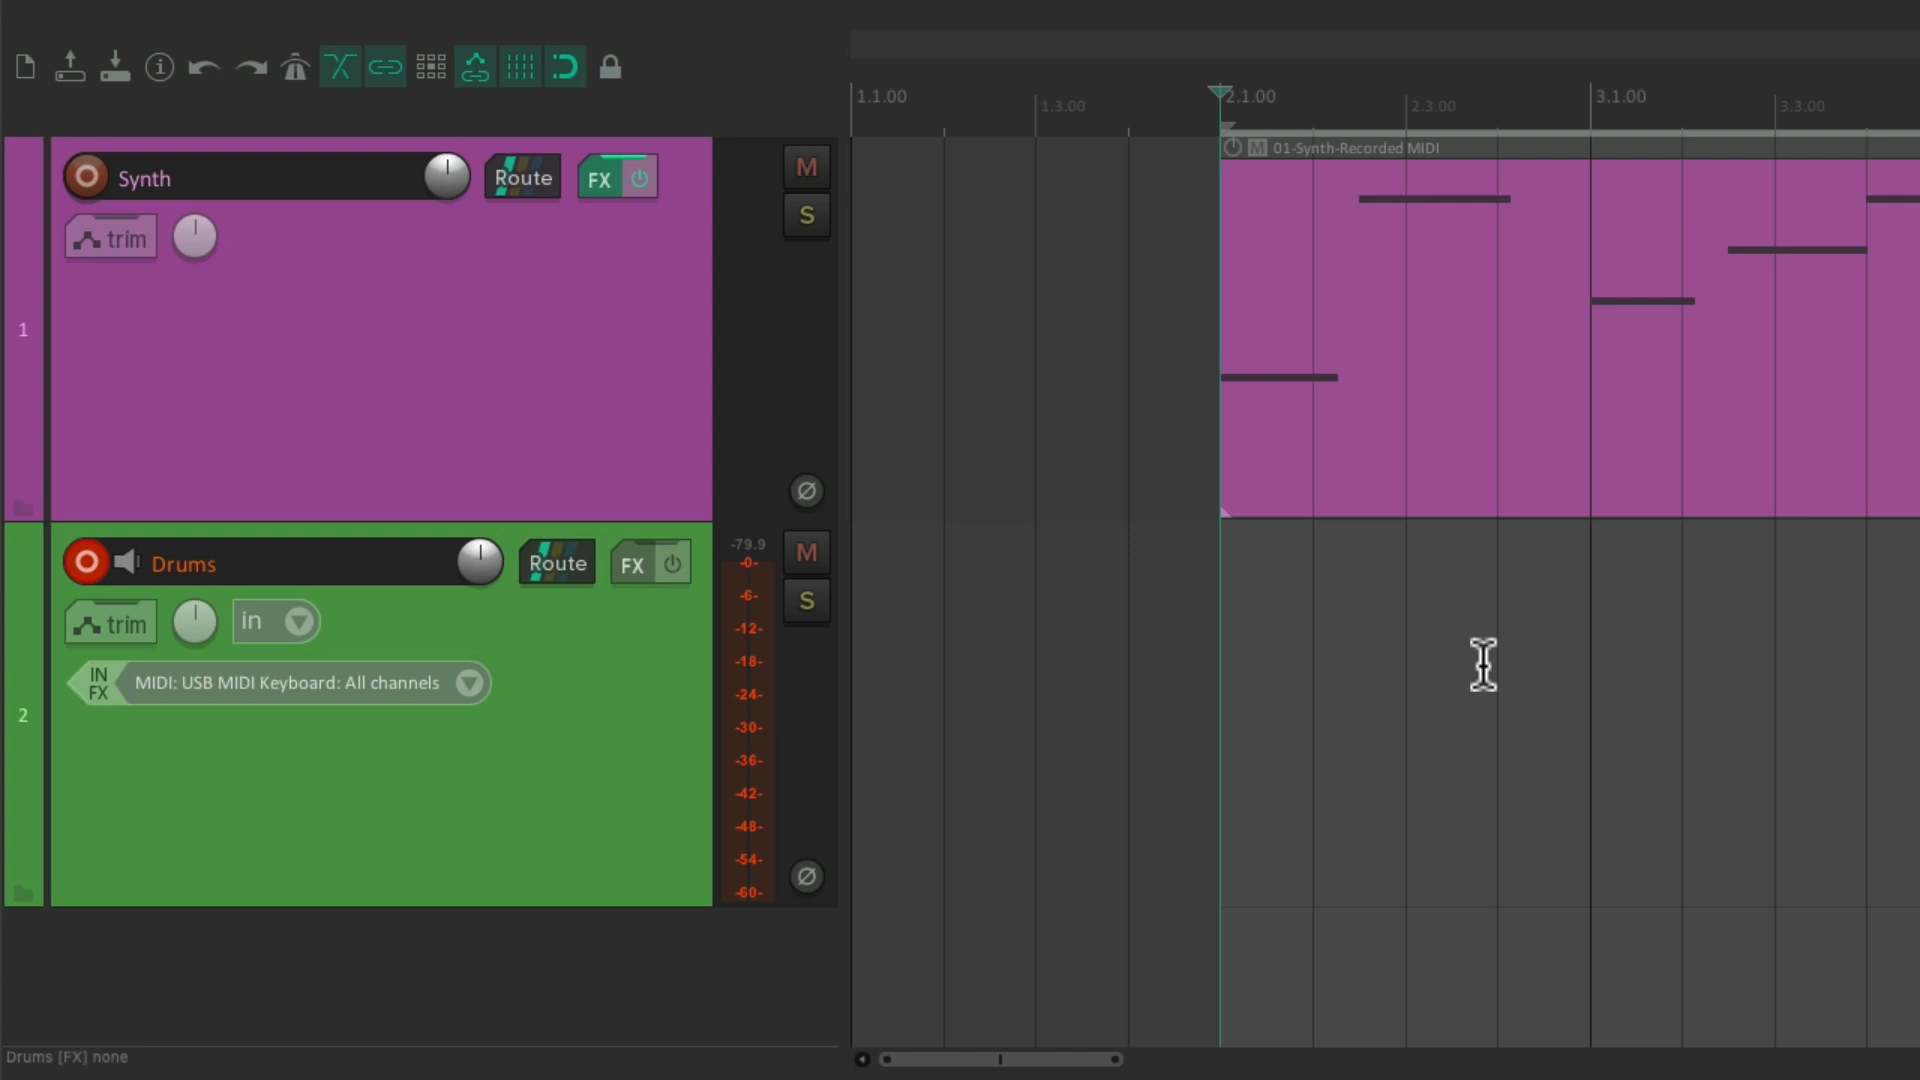 1.1.00
1.3.00
2.1.00
2.3.00
3.1.00
3.3.00
M 01-Synth-Recorded MIDI
Synth
Route
FX
M
S
trim
1
Drums
Route
FX
-79.9
M
S
trim
in
IN
FX
MIDI: USB MIDI Keyboard: All channels
2
-0-
-6-
-12-
-18-
-24-
-30-
-36-
-42-
-48-
-54-
-60-
Drums [FX] none